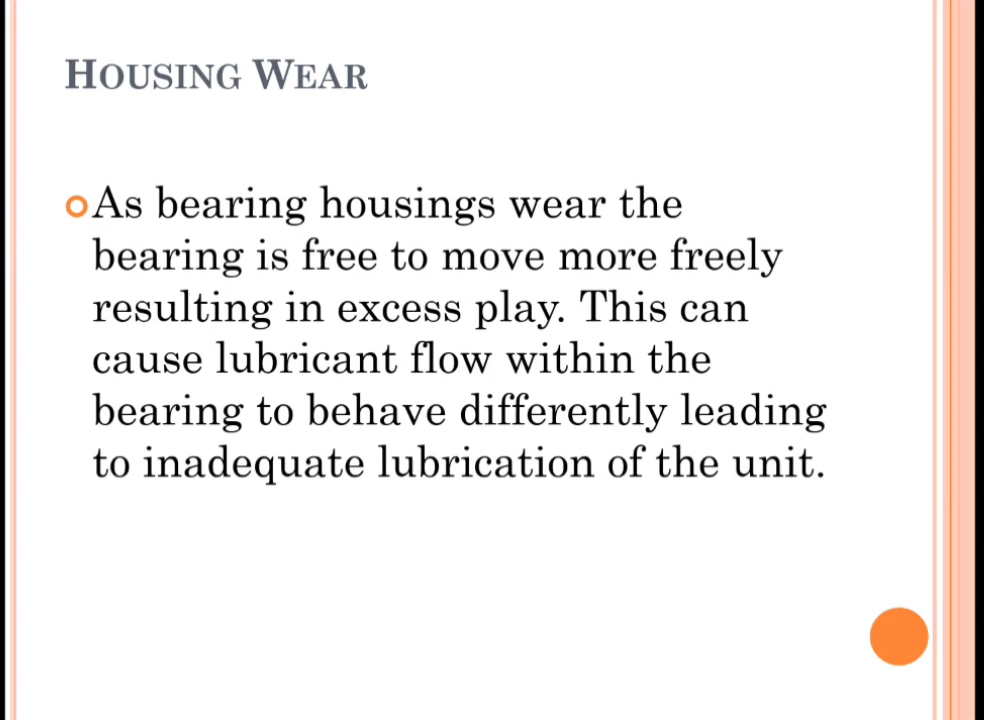 Housing Wear
As bearing housings wear the
bearing is free to move more freely
resulting in excess play. This can
cause lubricant flow within the
bearing to behave differently leading
to inadequate lubrication of the unit.